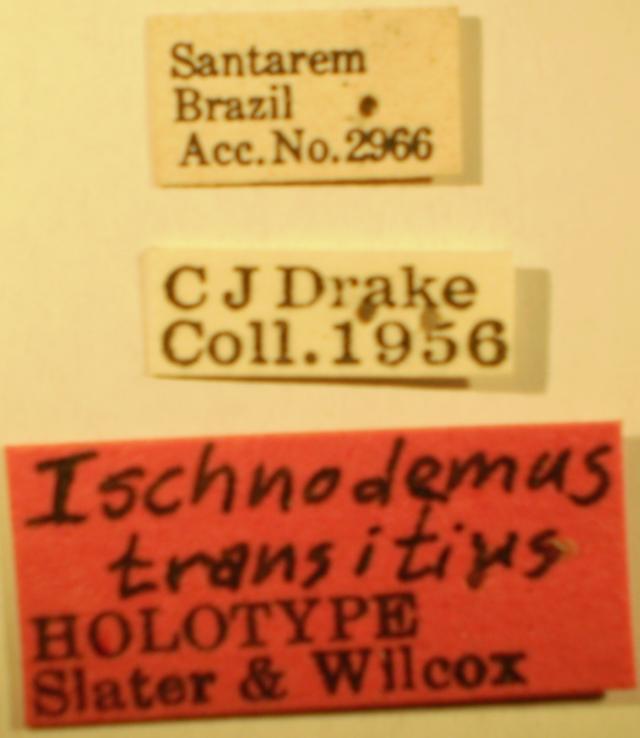 Santarem
Brazil
Acc. No. 2966
C J Drake
Coll. 1956
Ischnodemus
transitius
HOLOTYPE
Slater & Wilcox